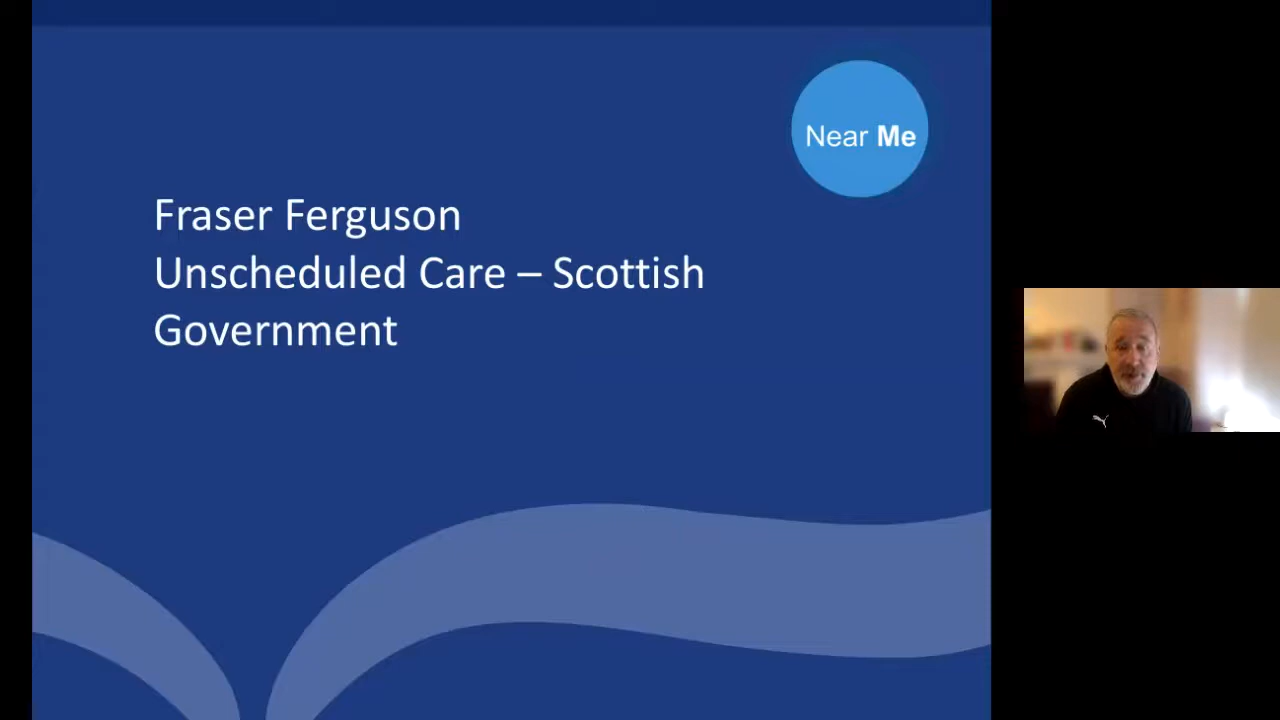 Near Me
Fraser Ferguson
Unscheduled Care – Scottish
Government